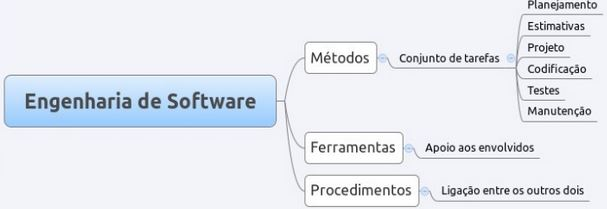 Engenharia de Software
Métodos
Conjunto de tarefas
Planejamento
Estimativas
Projeto
Codificação
Testes
Manutenção
Ferramentas
Apoio aos envolvidos
Procedimentos
Ligação entre os outros dois